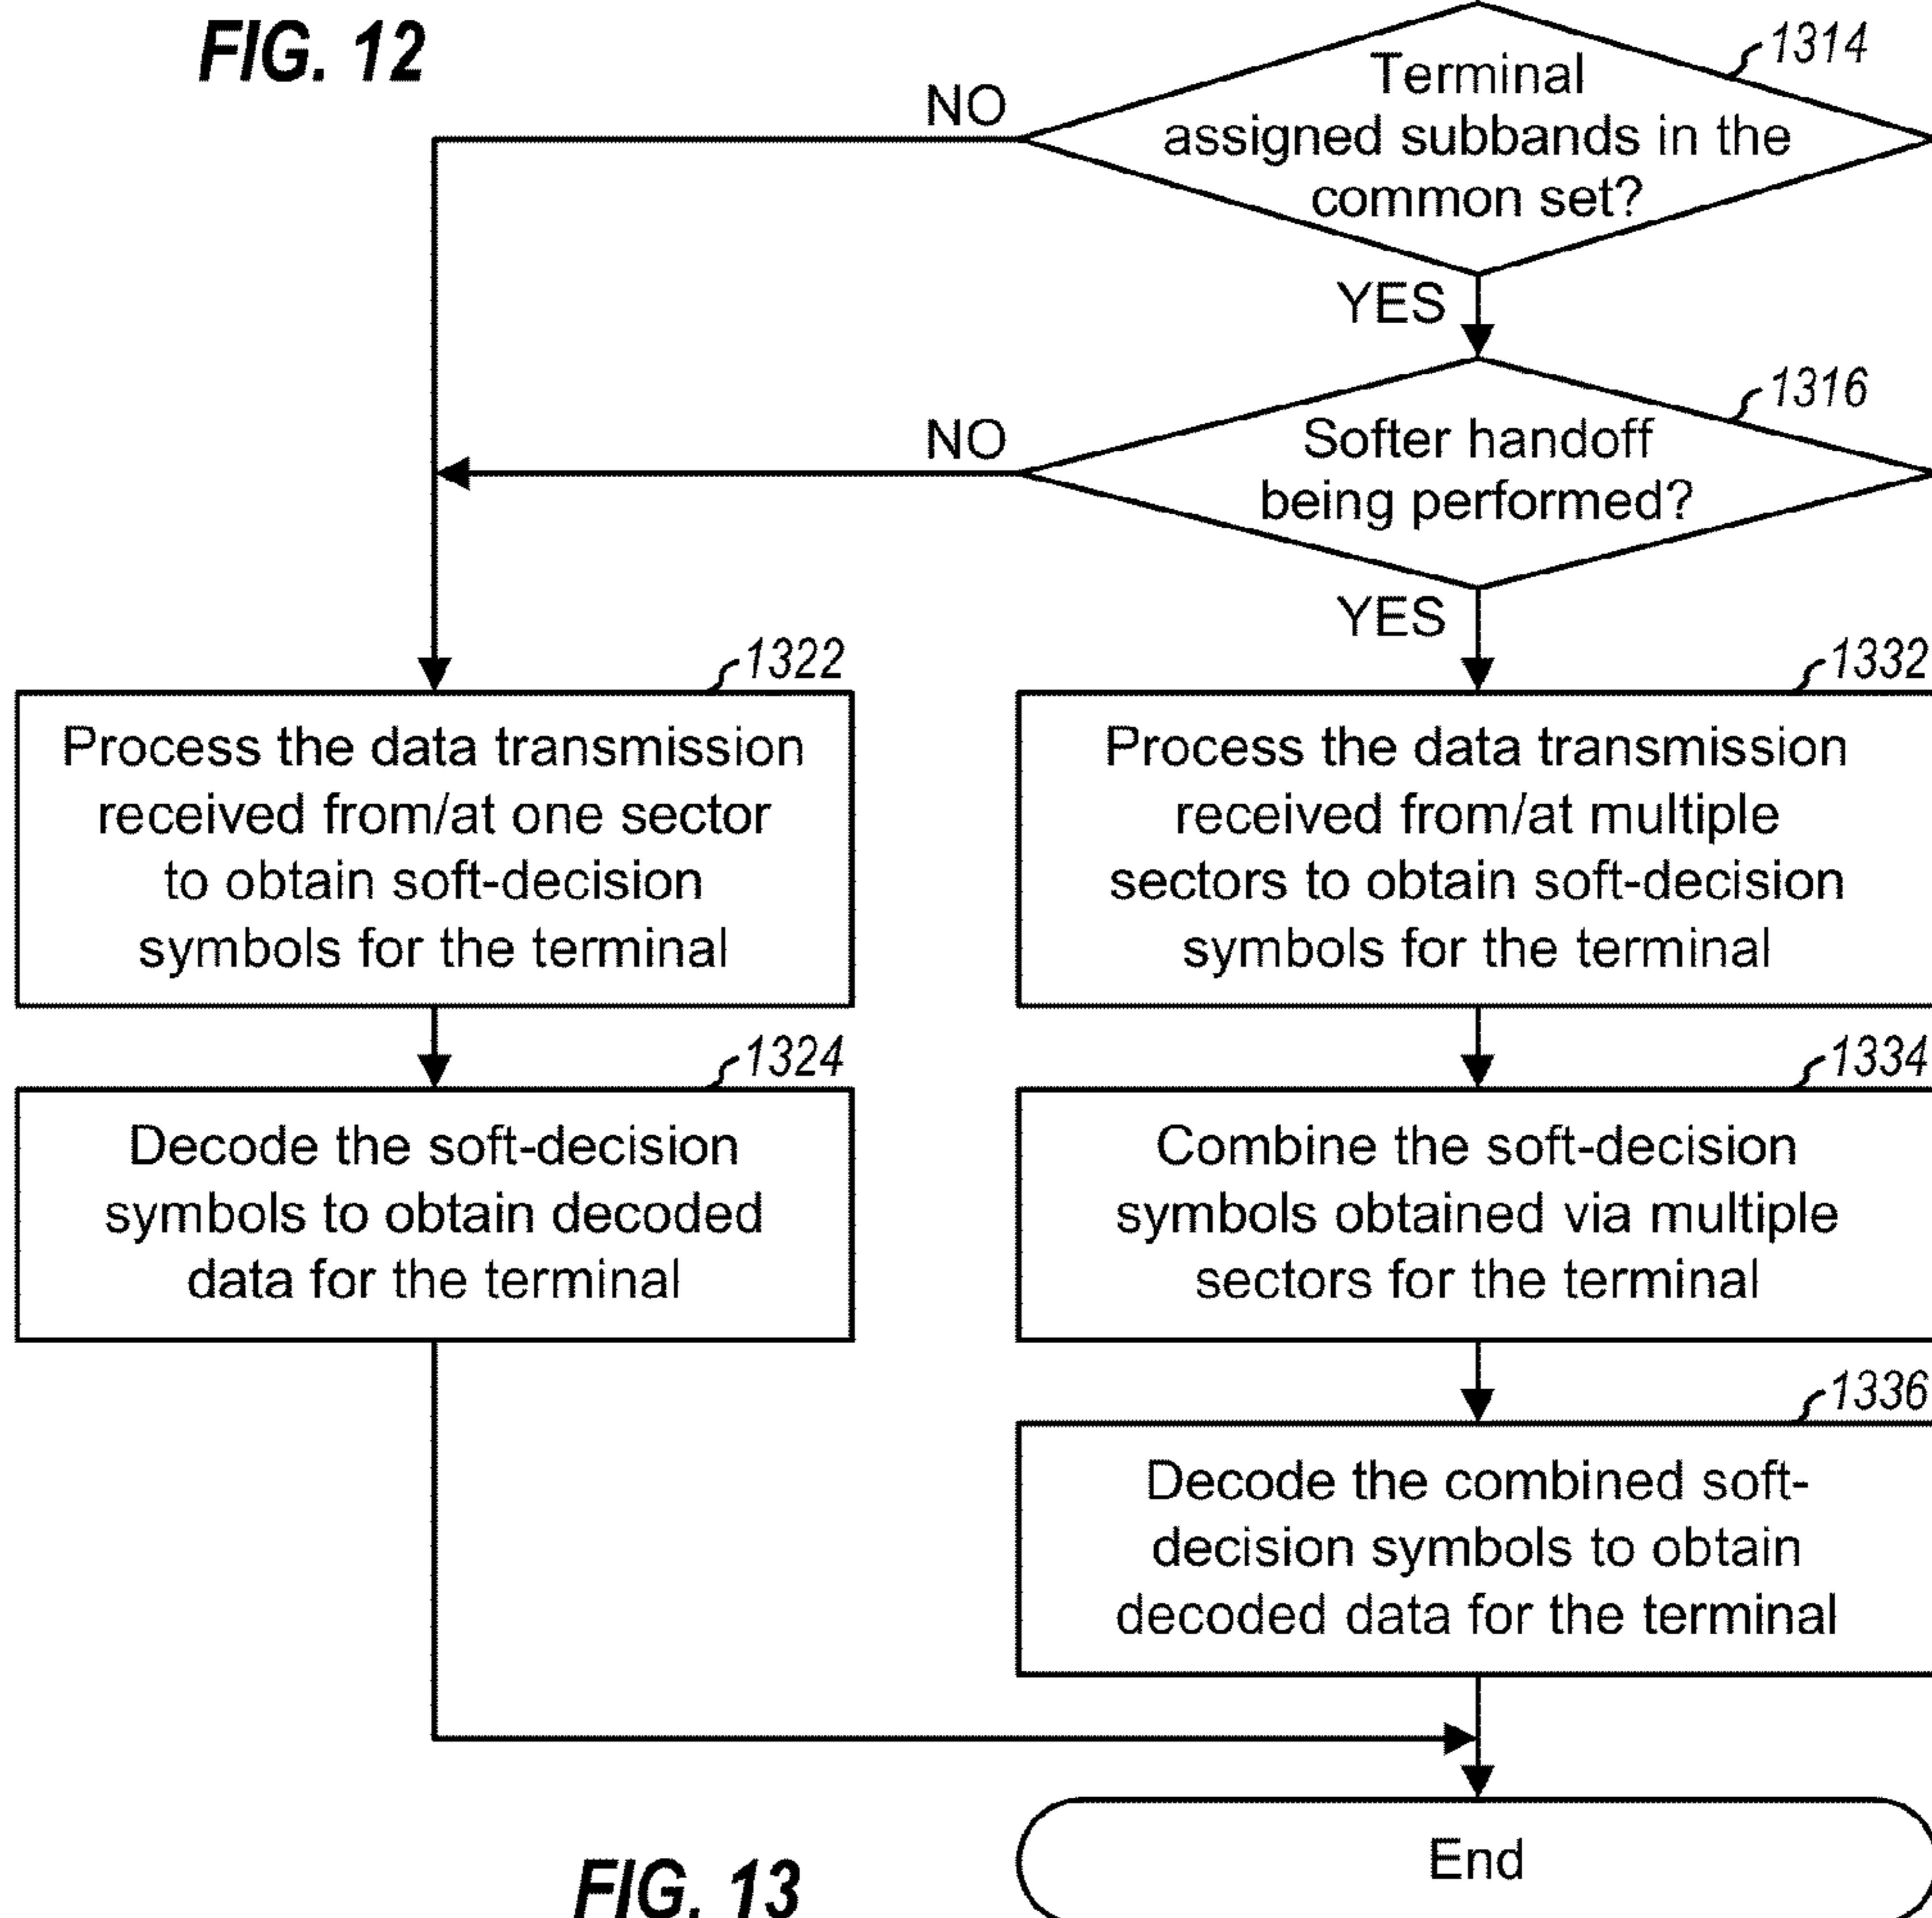 FIG. 12
1314
Terminal
assigned subbands in the
common set?
NO
YES
1316
Softer handoff
being performed?
NO
YES
1322
Process the data transmission
received from/at one sector
to obtain soft-decision
symbols for the terminal
1332
Process the data transmission
received from/at multiple
sectors to obtain soft-decision
symbols for the terminal
1324
Decode the soft-decision
symbols to obtain decoded
data for the terminal
1334
Combine the soft-decision
symbols obtained via multiple
sectors for the terminal
1336
Decode the combined soft-
decision symbols to obtain
decoded data for the terminal
End
FIG. 13